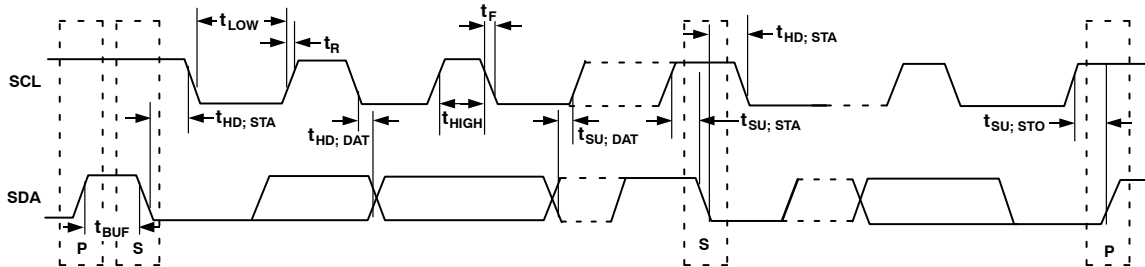 tLOW
tR
tF
tHD; STA
SCL
tHD; STA
tHD; DAT
tHIGH
tSU; DAT
tSU; STA
tSU; STO
SDA
tBUF
P
S
S
P